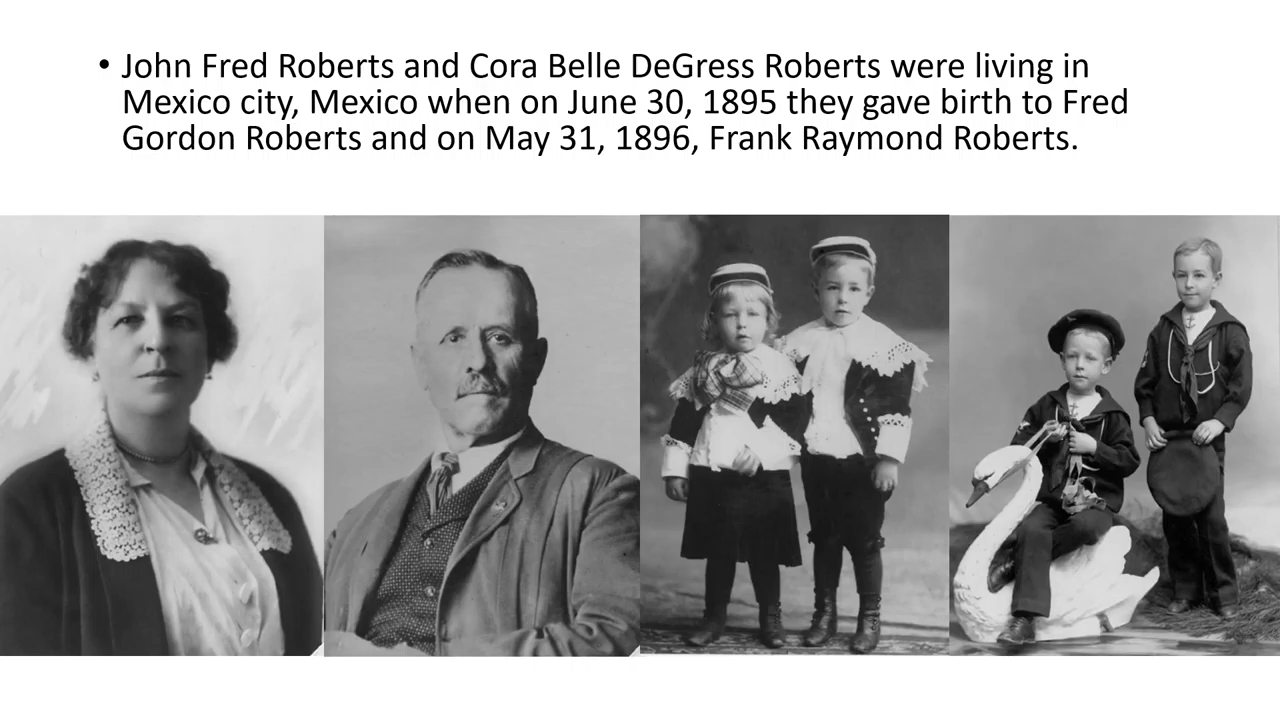 • John Fred Roberts and Cora Belle DeGress Roberts were living in
Mexico city, Mexico when on June 30, 1895 they gave birth to Fred
Gordon Roberts and on May 31, 1896, Frank Raymond Roberts.